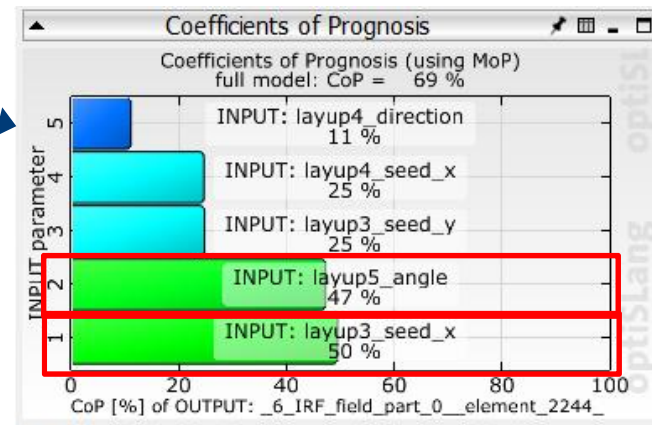 Coefficients of Prognosis
Coefficients of Prognosis (using MoP)
full model: CoP = 69 %
INPUT parameter
5
INPUT: layup4_direction
11 %
4
INPUT: layup4_seed_x
25 %
3
INPUT: layup3_seed_y
25 %
2
INPUT: layup5_angle
47 %
1
INPUT: layup3_seed_x
50 %
0 20 40 60 80 100
CoP [%] of OUTPUT: _6_IRF_field_part_0__element_2244_
optiSL
optiSLang